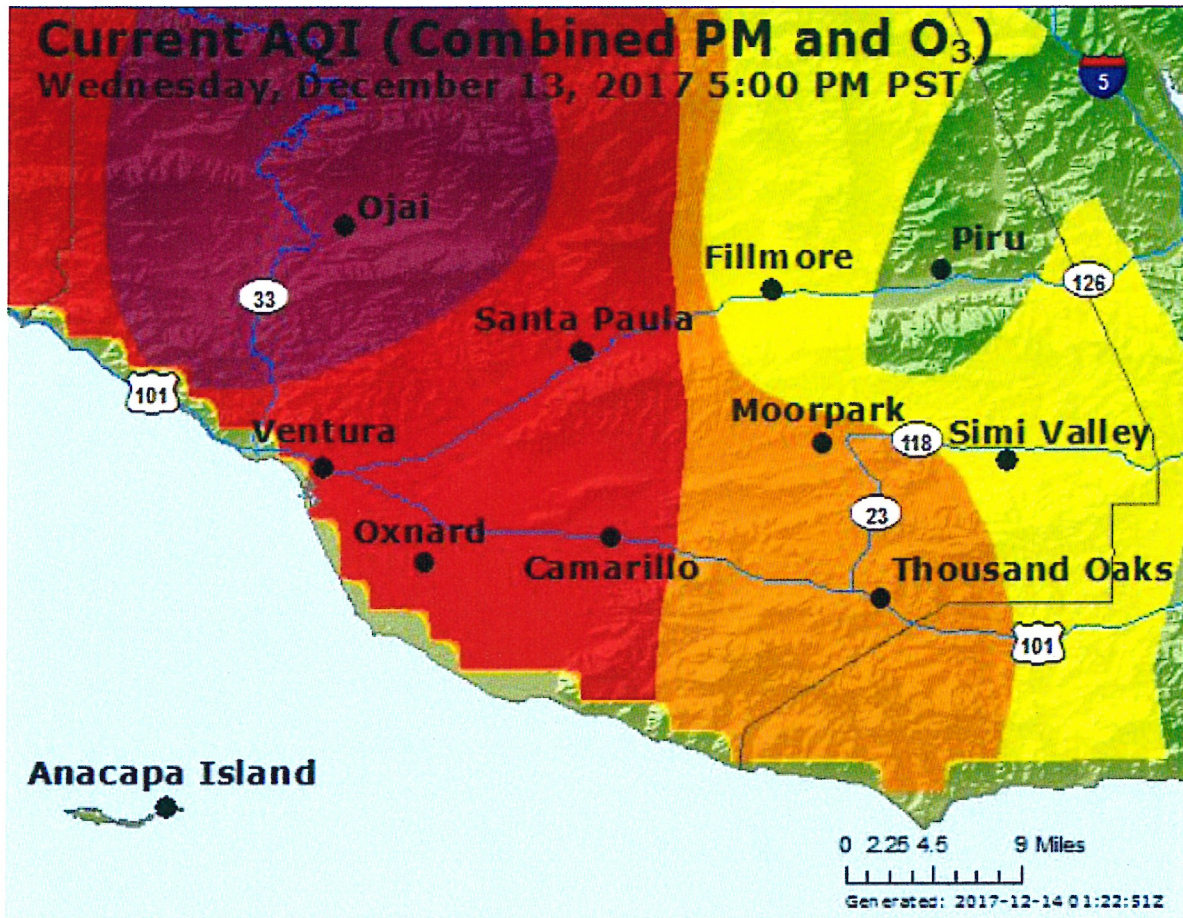 Current AQI (Combined PM and O₃)
Wednesday, December 13, 2017 5:00 PM PST
5
Ojai
Piru
Fillmore
126
33
Santa Paula
101
Moorpark
Ventura
118
Simi Valley
23
Oxnard
Camarillo
Thousand Oaks
101
Anacapa Island
0 2.25 4.5 9 Miles
Generated: 2017-12-14 01:22:51Z